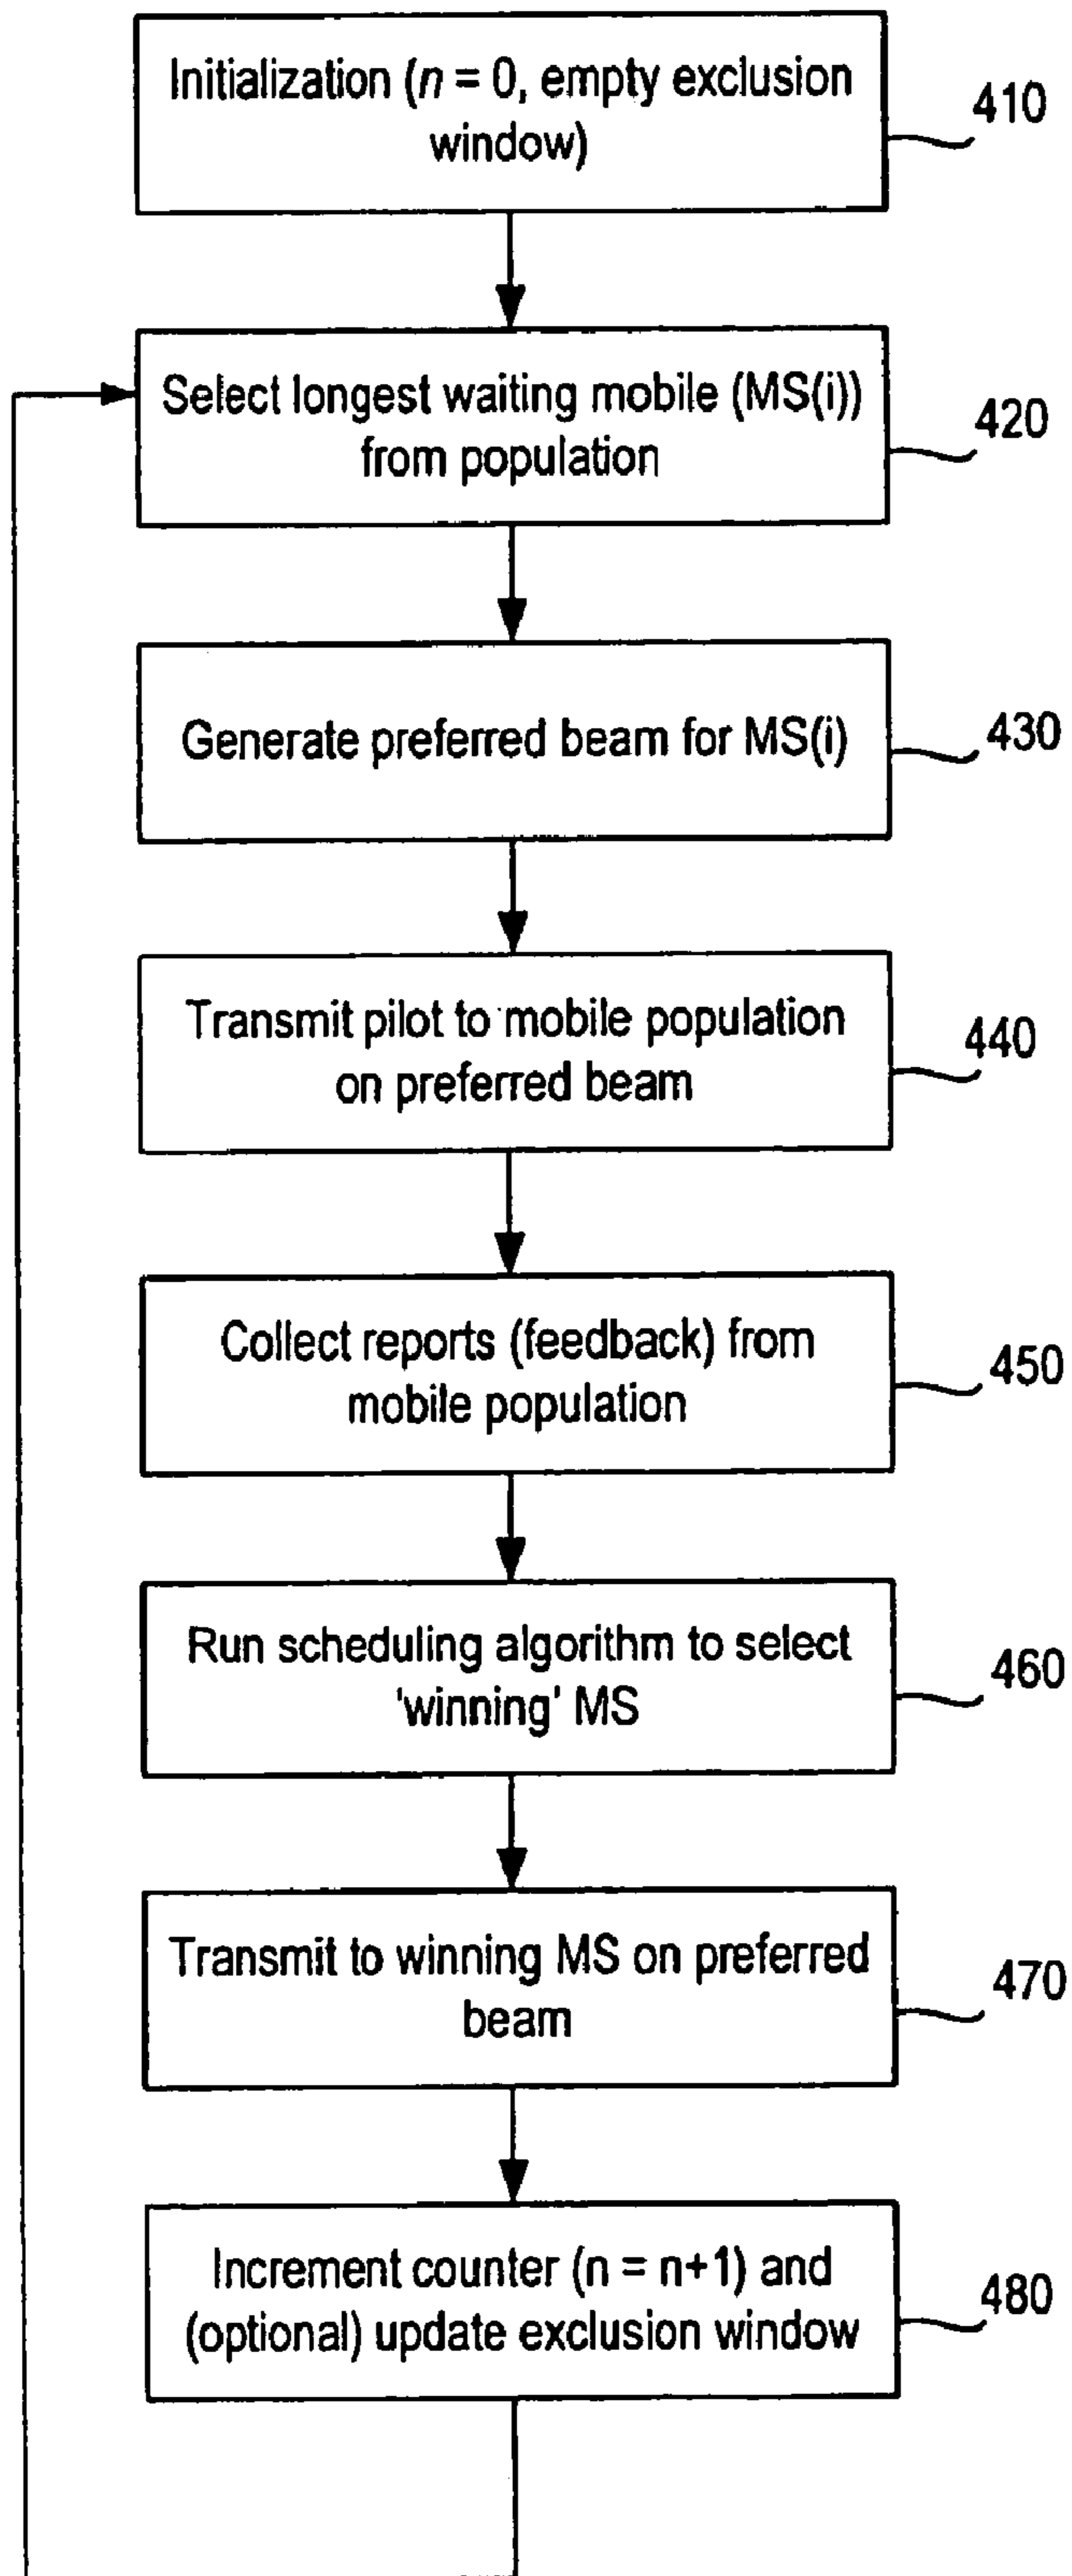 Initialization (n = 0, empty exclusion
window)
410
Select longest waiting mobile (MS(i))
from population
420
Generate preferred beam for MS(i)
430
Transmit pilot to mobile population
on preferred beam
440
Collect reports (feedback) from
mobile population
450
Run scheduling algorithm to select
'winning' MS
460
Transmit to winning MS on preferred
beam
470
Increment counter (n = n+1) and
(optional) update exclusion window
480